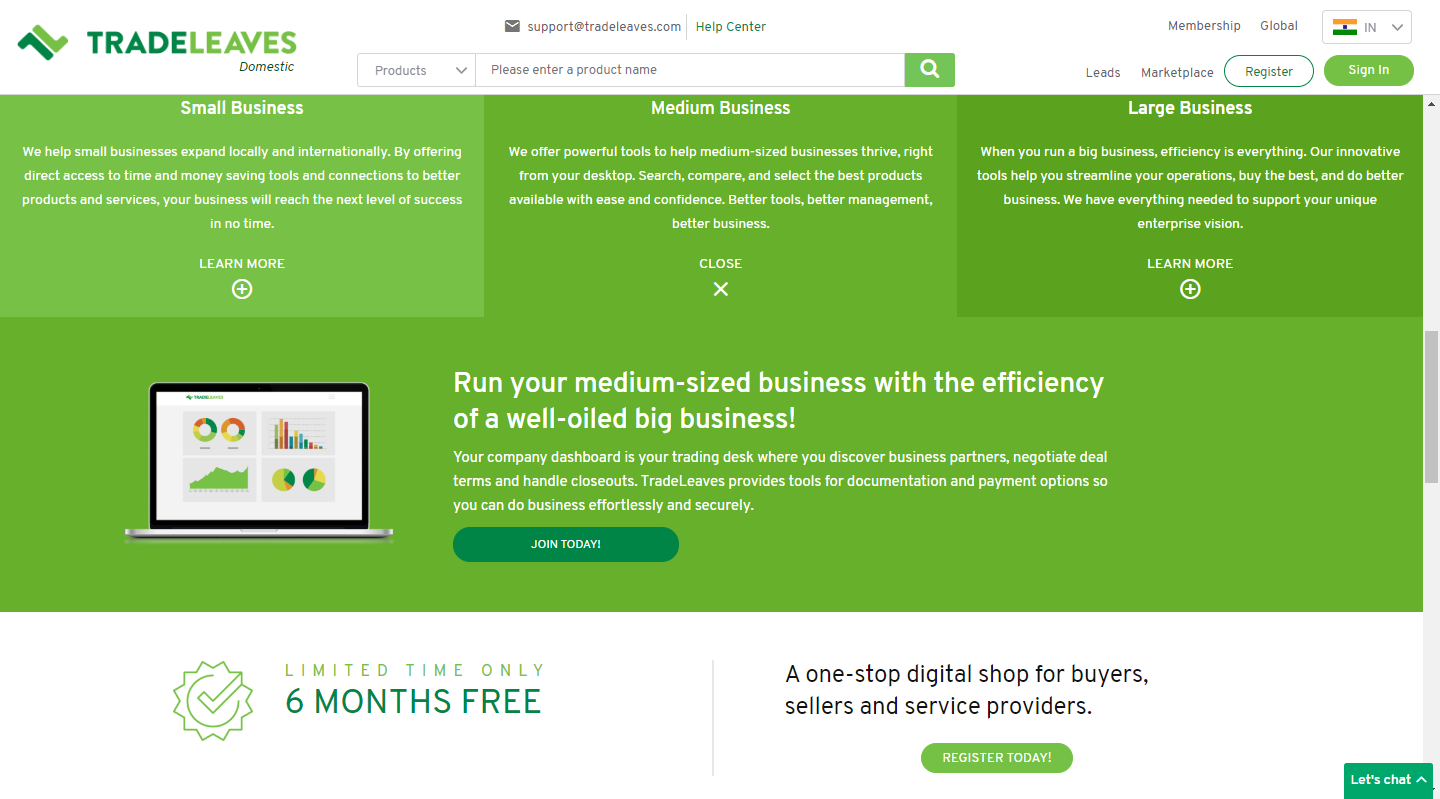 support@tradeleaves.com Help Center
Membership Global IN
TRADELEAVES
Domestic
Products Please enter a product name
Leads Marketplace Register Sign In
Small Business
We help small businesses expand locally and internationally. By offering
direct access to time and money saving tools and connections to better
products and services, your business will reach the next level of success
in no time.
LEARN MORE
Medium Business
We offer powerful tools to help medium-sized businesses thrive, right
from your desktop. Search, compare, and select the best products
available with ease and confidence. Better tools, better management,
better business.
CLOSE
Large Business
When you run a big business, efficiency is everything. Our innovative
tools help you streamline your operations, buy the best, and do better
business. We have everything needed to support your unique
enterprise vision.
LEARN MORE
TRADELEAVES
Run your medium-sized business with the efficiency
of a well-oiled big business!
Your company dashboard is your trading desk where you discover business partners, negotiate deal
terms and handle closeouts. TradeLeaves provides tools for documentation and payment options so
you can do business effortlessly and securely.
JOIN TODAY!
LIMITED TIME ONLY
6 MONTHS FREE
A one-stop digital shop for buyers,
sellers and service providers.
REGISTER TODAY!
Let's chat